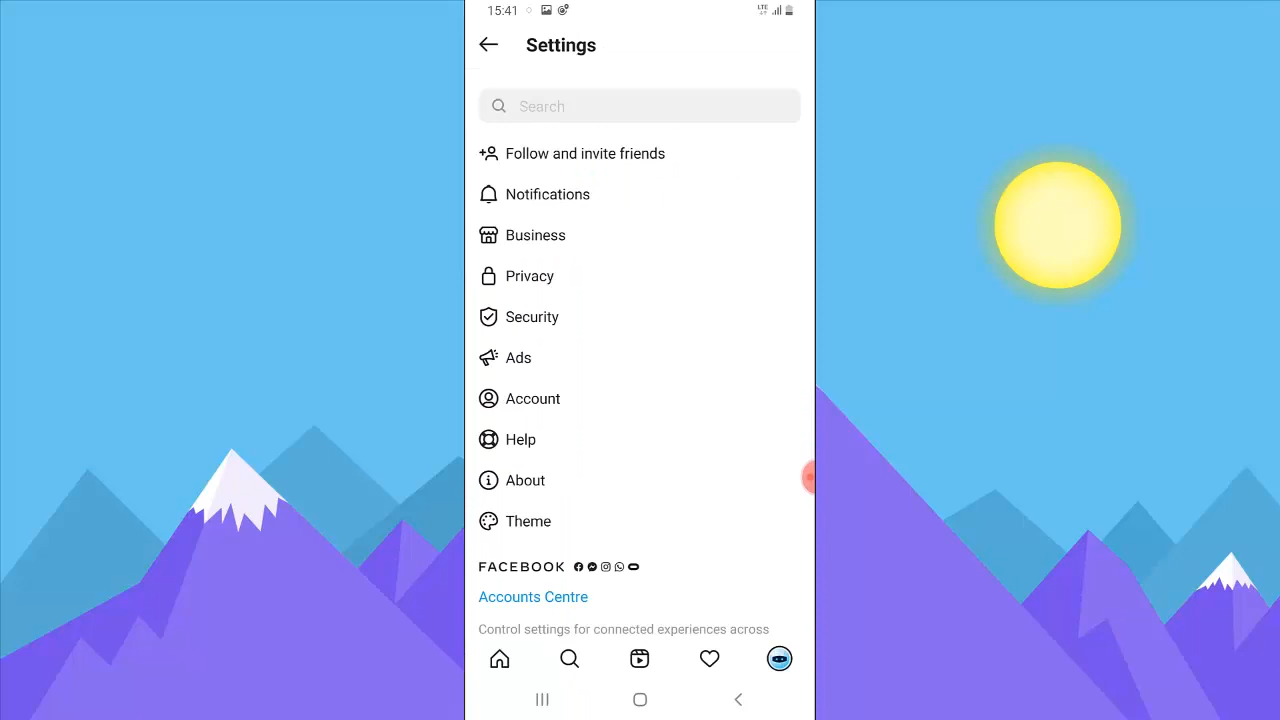 15:41
LTE
Settings
Search
Follow and invite friends
Notifications
Business
Privacy
Security
Ads
Account
Help
About
Theme
FACEBOOK
Accounts Centre
Control settings for connected experiences across